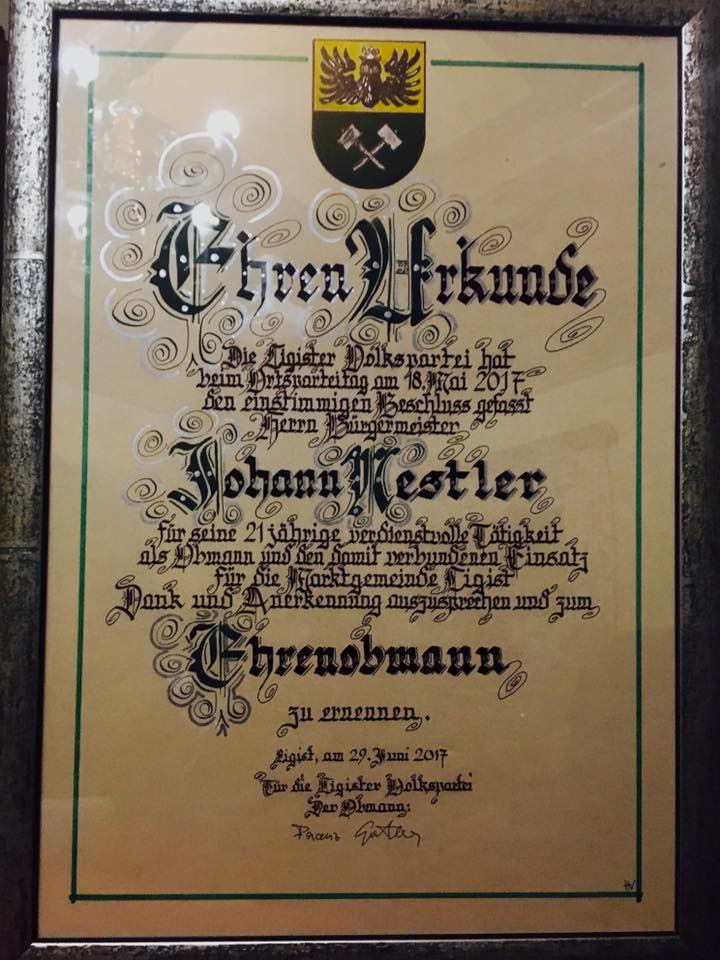 Ehren Urkunde
Die Ligister Volkspartei hat
beim Ortsparteitag am 18. Mai 2017
den einstimmigen Beschluss gefasst
Herrn Bürgermeister
Johann Nestler
für seine 21 jährige verdienstvolle Tätigkeit
als Obmann und den damit verbundenen Einsatz
für die Marktgemeinde Ligist
Dank und Anerkennung auszusprechen und zum
Ehrenobmann
zu ernennen.
Ligist, am 29. Juni 2017
Für die Ligister Volkspartei
Der Obmann:
Franz
HV